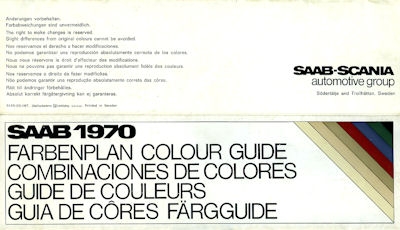 Änderungen vorbehalten.
Farbabweichungen sind unvermeidlich.
The right to make changes is reserved.
Slight differences from original colours cannot be avoided.
Nos reservamos el derecho a hacer modificaciones.
No podemos garantizar una reproducción absolutamente correcta de los colores.
Nous nous réservons le droit d'affectuer des modifications.
Nous ne pouvons pas garantir une reproduction absolument fidèle des couleurs.
Nos reservamos o direito de fazer modificações.
Não podemos garantir uma reprodução absolutamente correta das côres.
Rätt till ändringar förbehålles.
Absolut korrekt färgåtergivning kan ej garanteras.
Printed in Sweden
SAAB-SCANIA
automotive group
Södertälje and Trollhättan, Sweden
SAAB 1970
FARBENPLAN COLOUR GUIDE
COMBINACIONES DE COLORES
GUIDE DE COULEURS
GUIA DE CÔRES FÄRGGUIDE